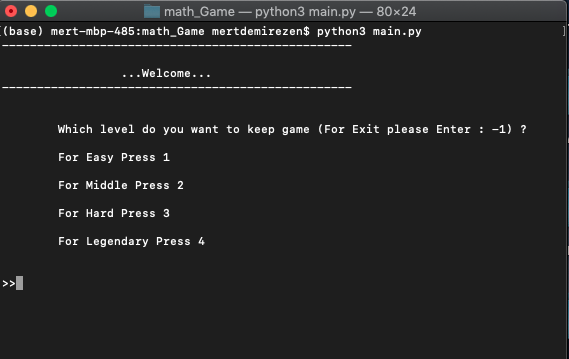 math_Game — python3 main.py — 80×24
(base) mert-mbp-485:math_Game mertdemirezen$ python3 main.py
--------------------------------------------------
...Welcome...
--------------------------------------------------
Which level do you want to keep game (For Exit please Enter : -1) ?
For Easy Press 1
For Middle Press 2
For Hard Press 3
For Legendary Press 4
>>